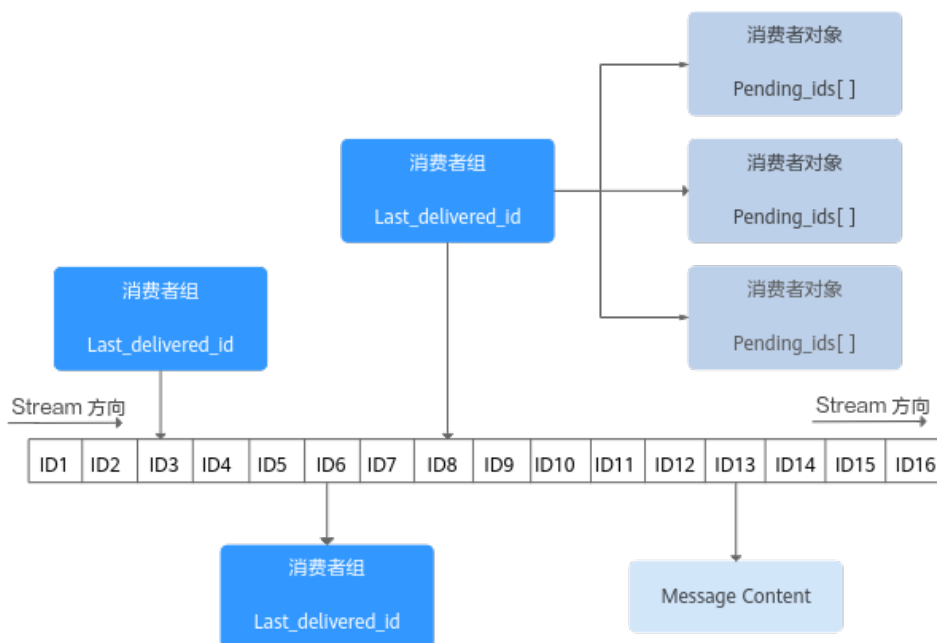 消费者对象
Pending_ids[ ]
消费者组
Last_delivered_id
消费者对象
Pending_ids[ ]
消费者组
Last_delivered_id
消费者对象
Pending_ids[ ]
Stream 方向
Stream 方向
ID1 ID2 ID3 ID4 ID5 ID6 ID7 ID8 ID9 ID10 ID11 ID12 ID13 ID14 ID15 ID16
消费者组
Last_delivered_id
Message Content